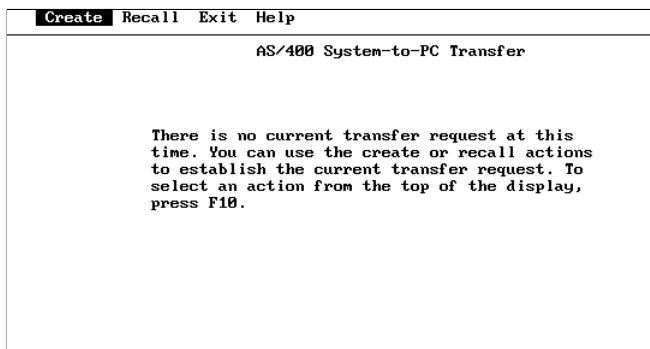 Create Recall Exit Help
AS/400 System-to-PC Transfer
There is no current transfer request at this
time. You can use the create or recall actions
to establish the current transfer request. To
select an action from the top of the display,
press F10.